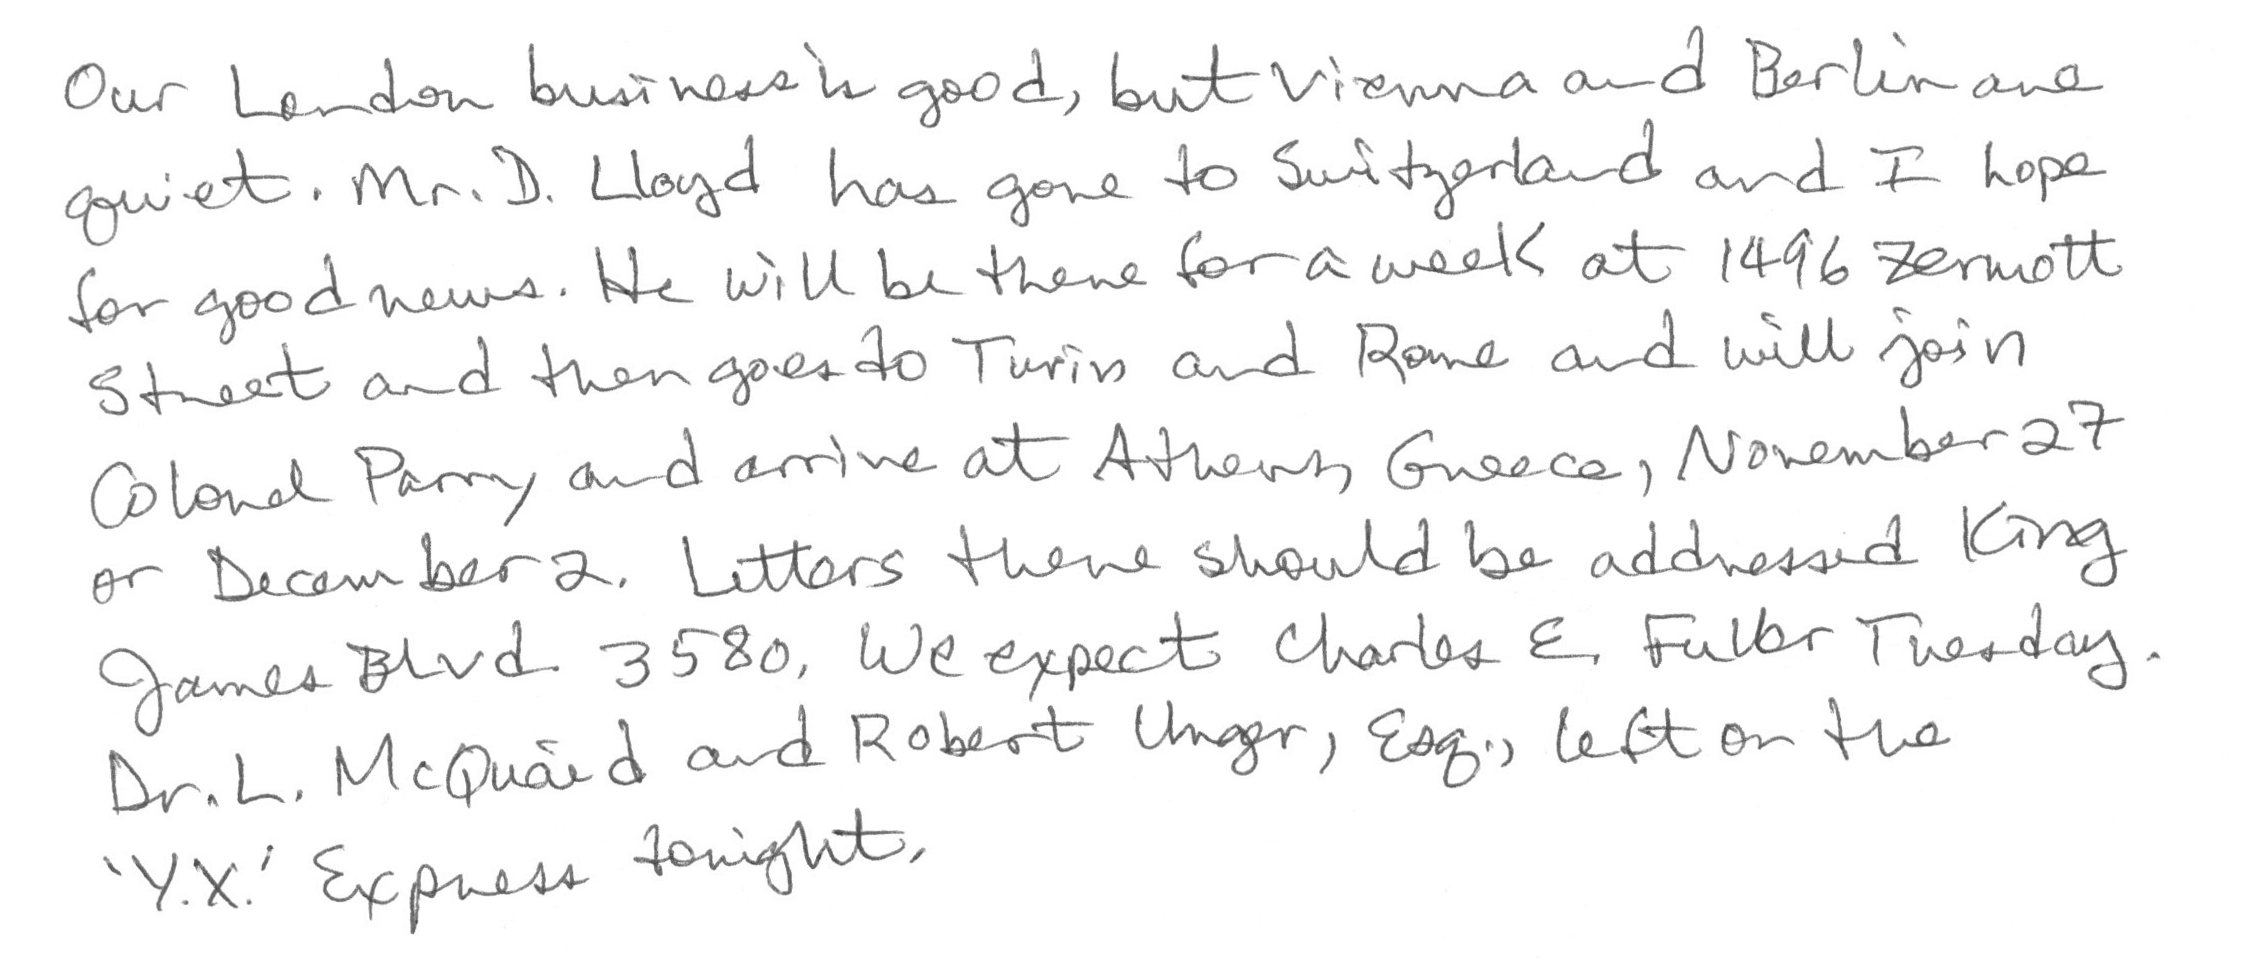 Our London business is good, but Vienna and Berlin are
quiet. Mr. D. Lloyd has gone to Switzerland and I hope
for good news. He will be there for a week at 1496 Zermott
Street and then goes to Turin and Rome and will join
Colonel Parry and arrive at Athens, Greece, November 27
or December 2. Letters there should be addressed King
James Blvd. 3580. We expect Charles E. Fuller Tuesday.
Dr. L. McQuaid and Robert Unger, Esq., left on the
'Y.X.' Express tonight.